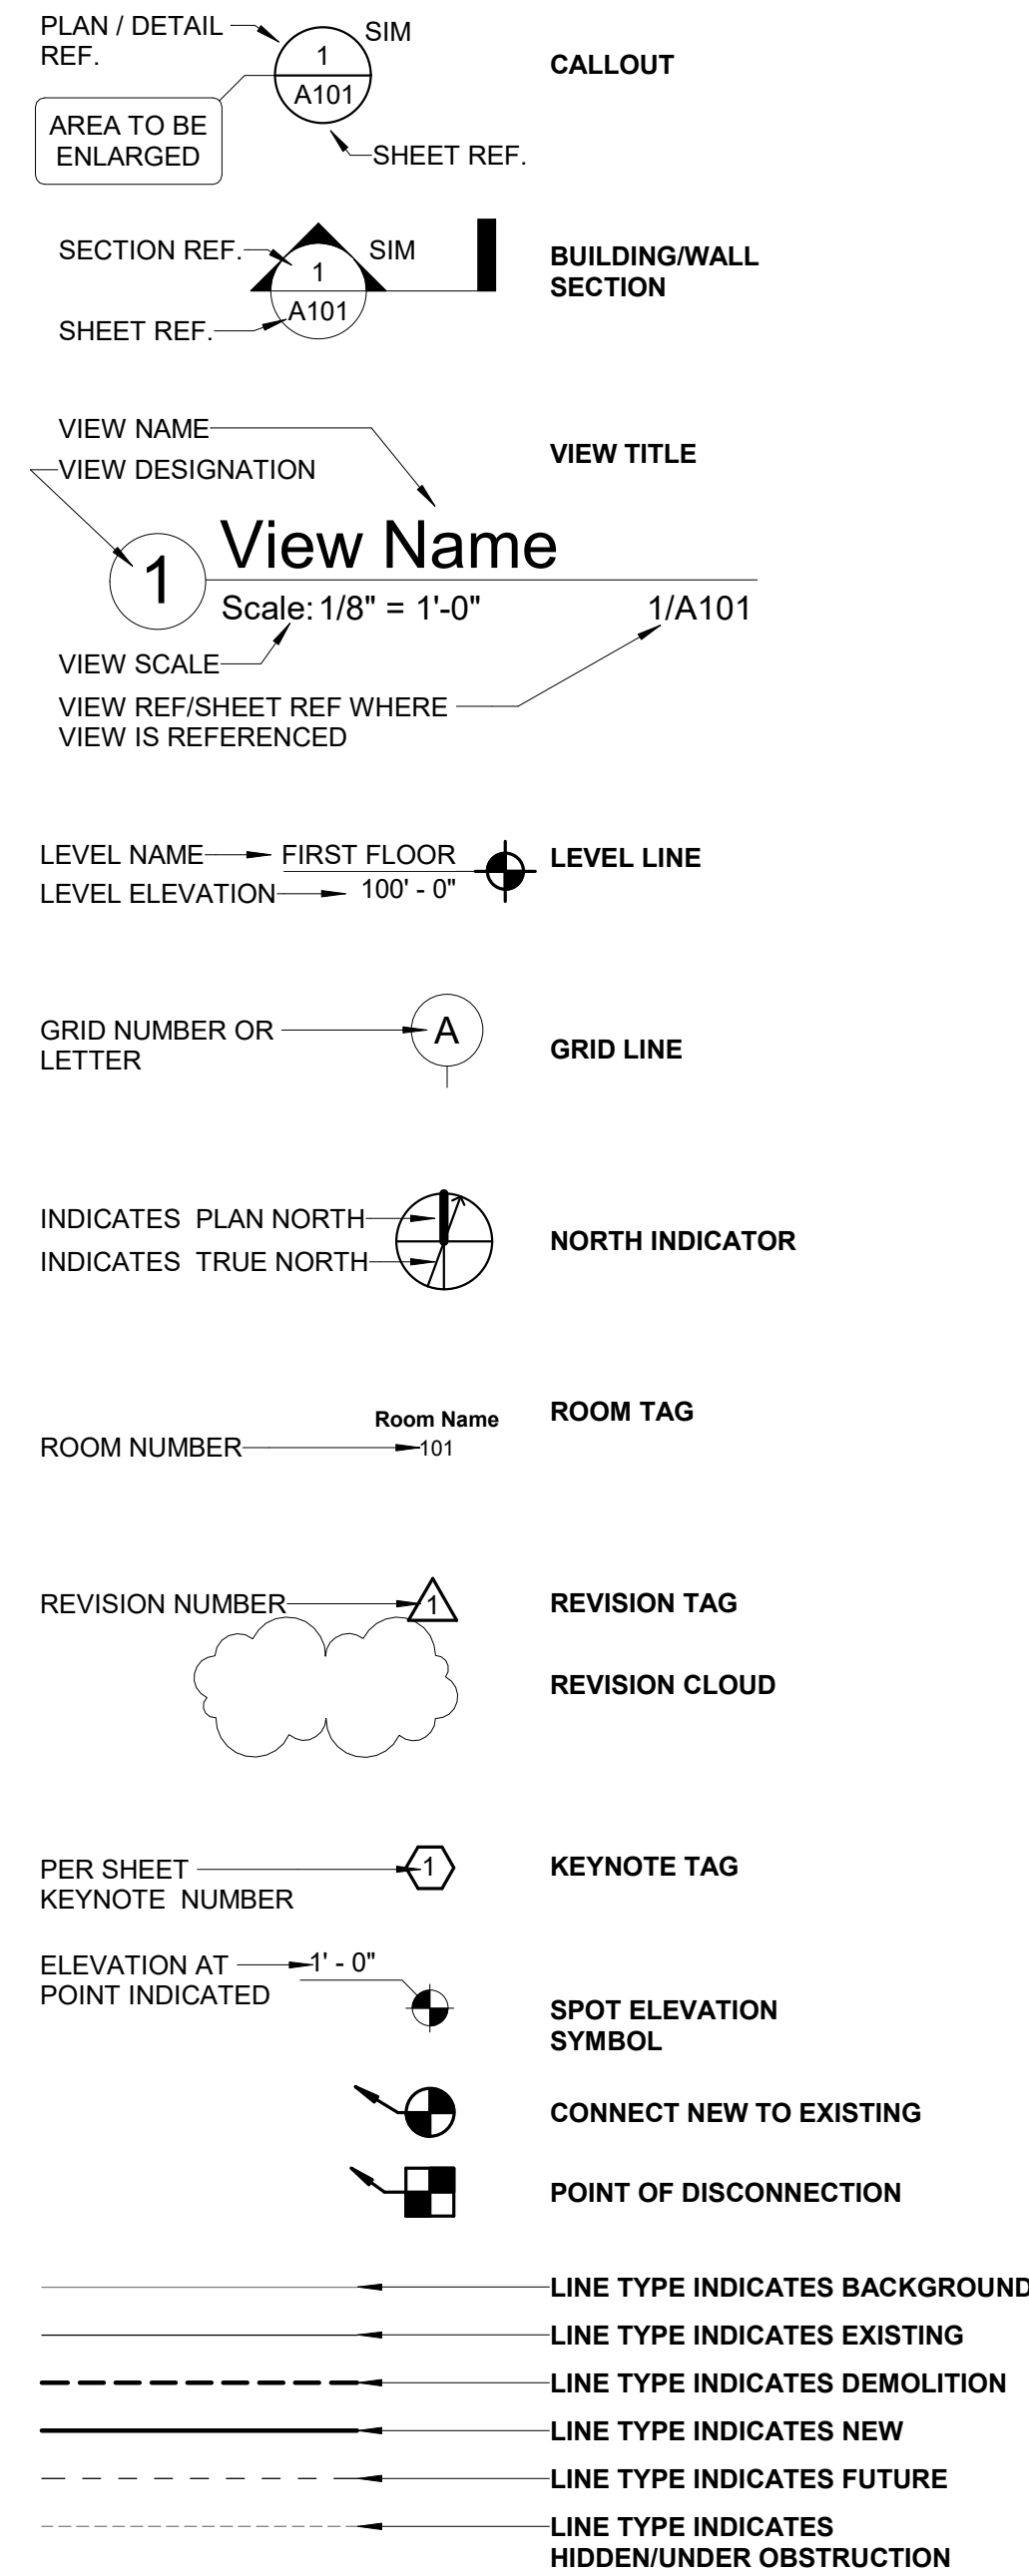 PLAN / DETAIL
REF.
SIM
1
A101
CALLOUT
AREA TO BE
ENLARGED
SHEET REF.
SECTION REF.
SIM
1
A101
SHEET REF.
BUILDING/WALL
SECTION
VIEW NAME
VIEW DESIGNATION
VIEW TITLE
1
View Name
Scale: 1/8" = 1'-0"
1/A101
VIEW SCALE
VIEW REF/SHEET REF WHERE
VIEW IS REFERENCED
LEVEL NAME
FIRST FLOOR
LEVEL LINE
LEVEL ELEVATION
100' - 0"
GRID NUMBER OR
LETTER
A
GRID LINE
INDICATES PLAN NORTH
INDICATES TRUE NORTH
NORTH INDICATOR
Room Name
ROOM TAG
ROOM NUMBER
101
REVISION NUMBER
1
REVISION TAG
REVISION CLOUD
PER SHEET
KEYNOTE NUMBER
1
KEYNOTE TAG
ELEVATION AT
POINT INDICATED
1' - 0"
SPOT ELEVATION
SYMBOL
CONNECT NEW TO EXISTING
POINT OF DISCONNECTION
LINE TYPE INDICATES BACKGROUND
LINE TYPE INDICATES EXISTING
LINE TYPE INDICATES DEMOLITION
LINE TYPE INDICATES NEW
LINE TYPE INDICATES FUTURE
LINE TYPE INDICATES
HIDDEN/UNDER OBSTRUCTION